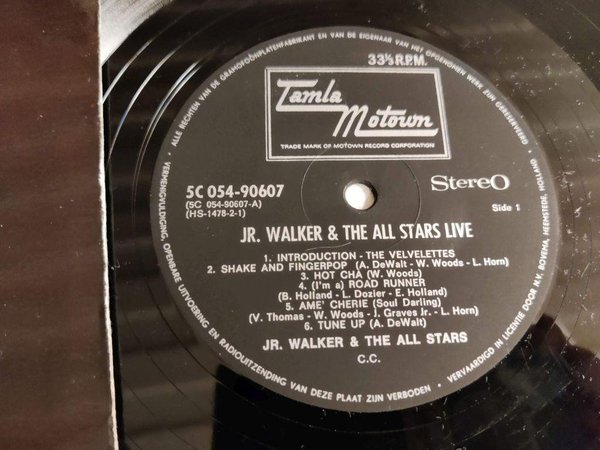 ALLE RECHTEN VAN DE GRAMOFOONPLATENFABRIKANT EN VAN DE EIGENAAR VAN HET OPGENOMEN WERK ZIJN GERESERVEERD
VERMENIGVULDIGING, OPENBARE UITVOERING EN RADIOUITZENDING VAN DEZE PLAAT ZIJN VERBODEN • VERVAARDIGD IN LICENTIE DOOR N.V. BOVEMA, HEEMSTEDE, HOLLAND
33⅓ R.P.M.
Tamla
Motown
TRADE MARK OF MOTOWN RECORD CORPORATION
5C 054-90607
(5C 054-90607-A)
(HS-1478-2-1)
StereO
Side 1
JR. WALKER & THE ALL STARS LIVE
1. INTRODUCTION - THE VELVELETTES
2. SHAKE AND FINGERPOP (A. DeWalt - W. Woods - L. Horn)
3. HOT CHA (W. Woods)
4. (I'm a) ROAD RUNNER
(B. Holland - L. Dozier - E. Holland)
5. AME' CHERIE (Soul Darling)
(V. Thomas - W. Woods - J. Graves Jr. - L. Horn)
6. TUNE UP (A. DeWalt)
JR. WALKER & THE ALL STARS
C.C.